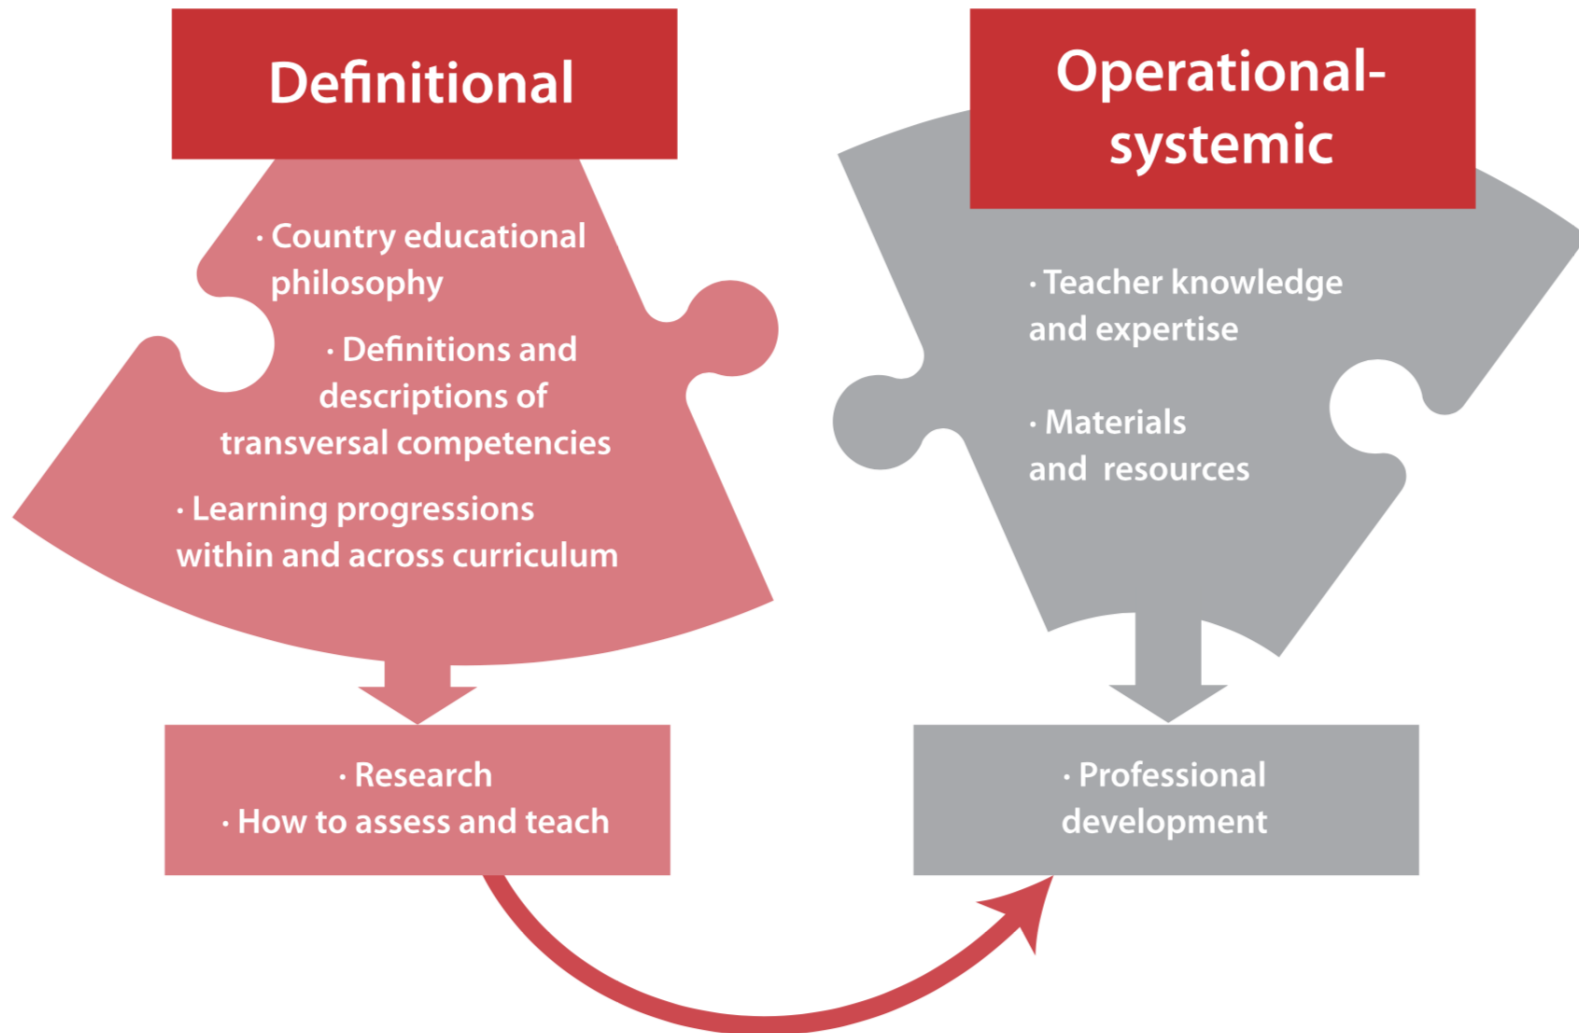 Definitional
· Country educational
philosophy
· Definitions and
descriptions of
transversal competencies
· Learning progressions
within and across curriculum
· Research
· How to assess and teach
Operational-
systemic
· Teacher knowledge
and expertise
· Materials
and resources
· Professional
development